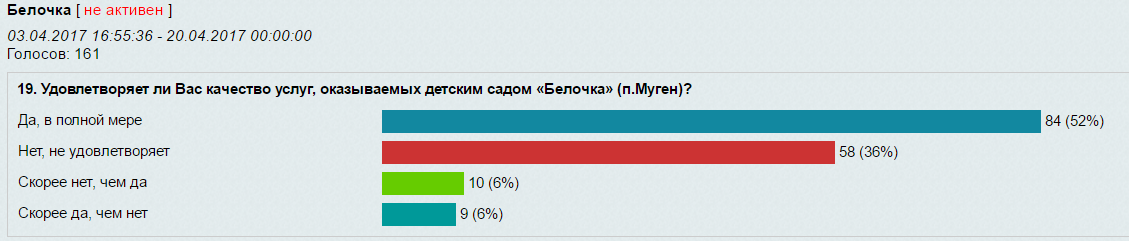 Белочка [ не активен ]
03.04.2017 16:55:36 - 20.04.2017 00:00:00
Голосов: 161
19. Удовлетворяет ли Вас качество услуг, оказываемых детским садом «Белочка» (п.Муген)?
Да, в полной мере 84 (52%)
Нет, не удовлетворяет 58 (36%)
Скорее нет, чем да 10 (6%)
Скорее да, чем нет 9 (6%)